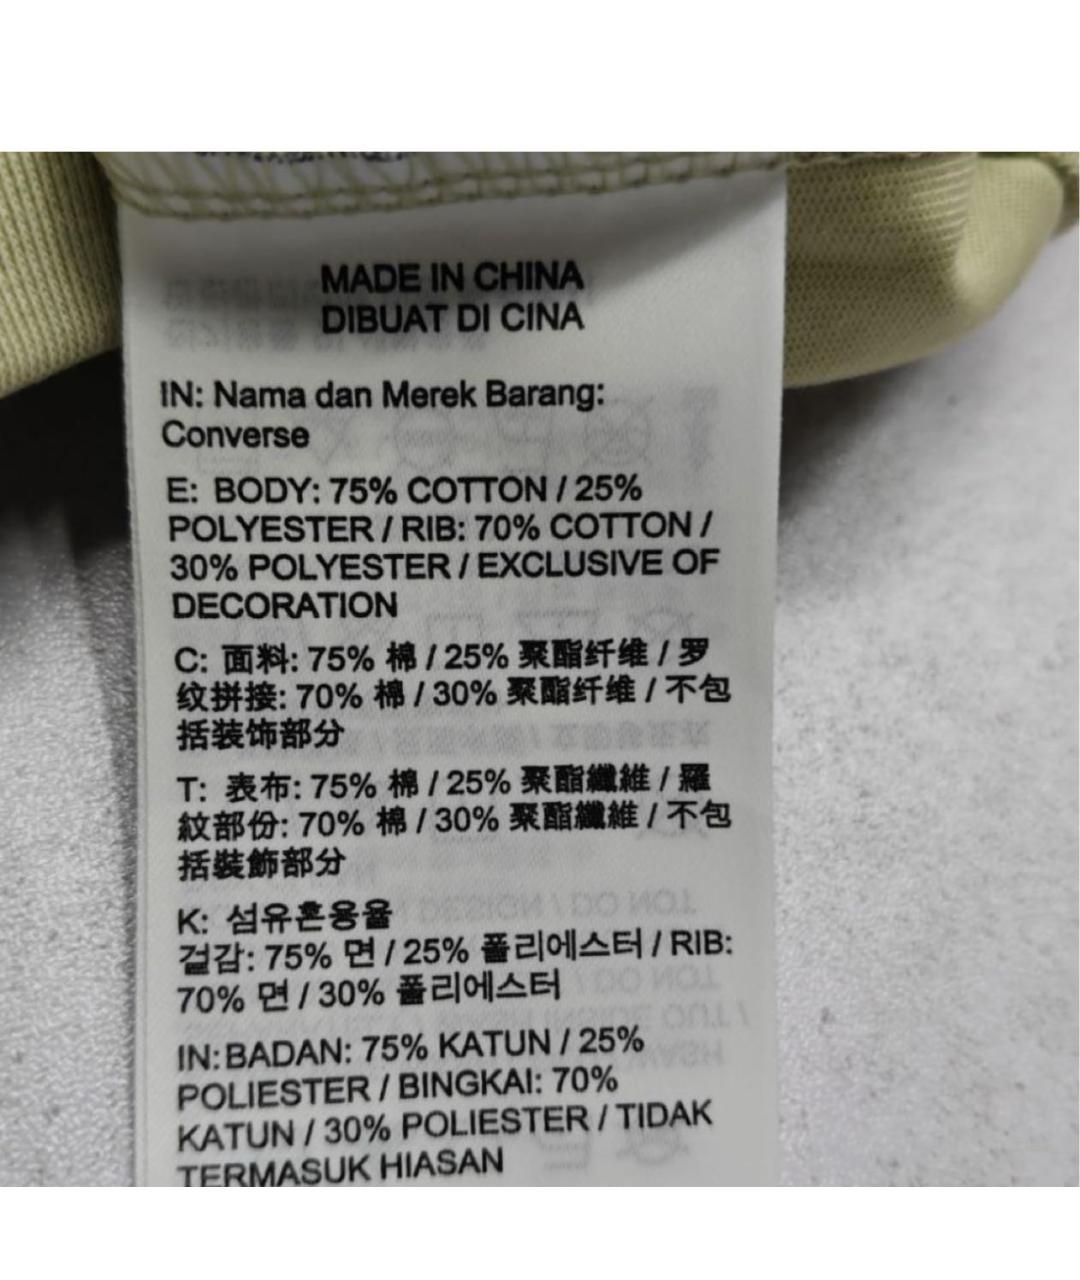 MADE IN CHINA
DIBUAT DI CINA
IN: Nama dan Merek Barang:
Converse
E: BODY: 75% COTTON / 25%
POLYESTER / RIB: 70% COTTON /
30% POLYESTER / EXCLUSIVE OF
DECORATION
C: 面料: 75% 棉 / 25% 聚酯纤维 / 罗
纹拼接: 70% 棉 / 30% 聚酯纤维 / 不包
括装饰部分
T: 表布: 75% 棉 / 25% 聚酯纖維 / 羅
紋部份: 70% 棉 / 30% 聚酯纖維 / 不包
括裝飾部分
K: 섬유혼용율
겉감: 75% 면 / 25% 폴리에스터 / RIB:
70% 면 / 30% 폴리에스터
IN: BADAN: 75% KATUN / 25%
POLIESTER / BINGKAI: 70%
KATUN / 30% POLIESTER / TIDAK
TERMASUK HIASAN